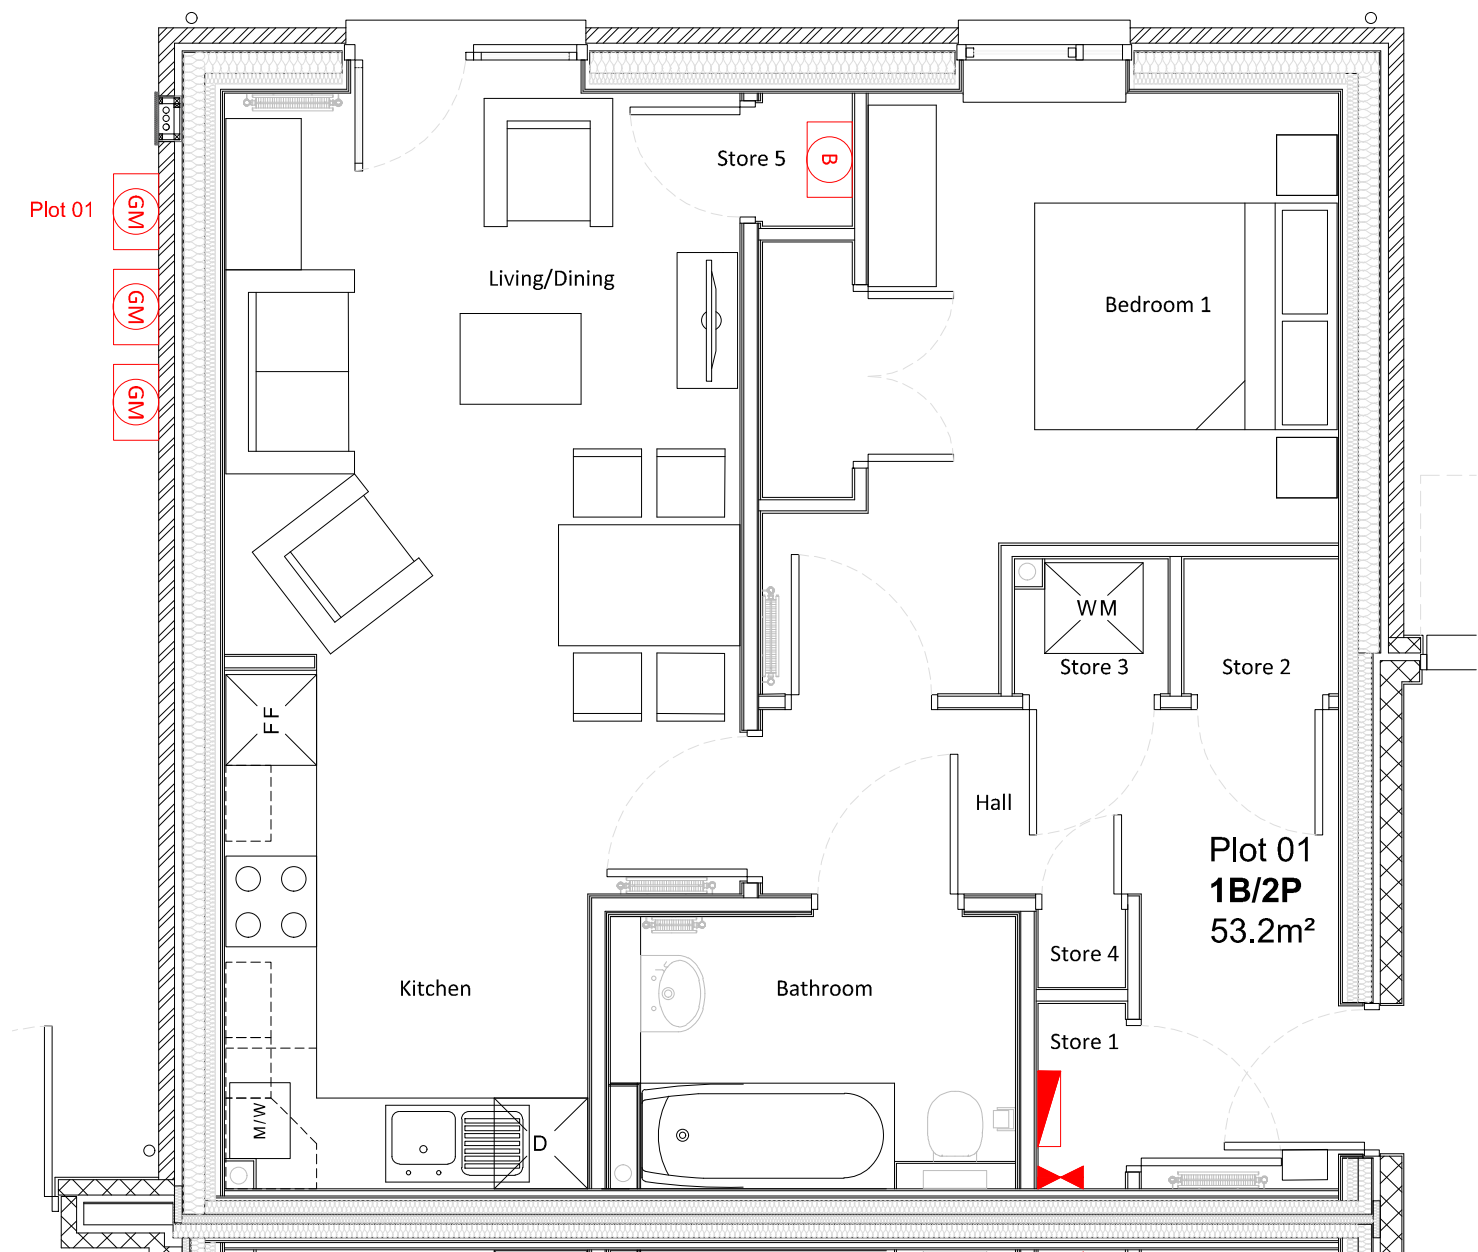 Store 5
B
Plot 01
GM
Living/Dining
GM
Bedroom 1
GM
WM
Store 3
Store 2
FF
Hall
Plot 01
1B/2P
53.2m²
Store 4
Kitchen
Bathroom
Store 1
M/W
D